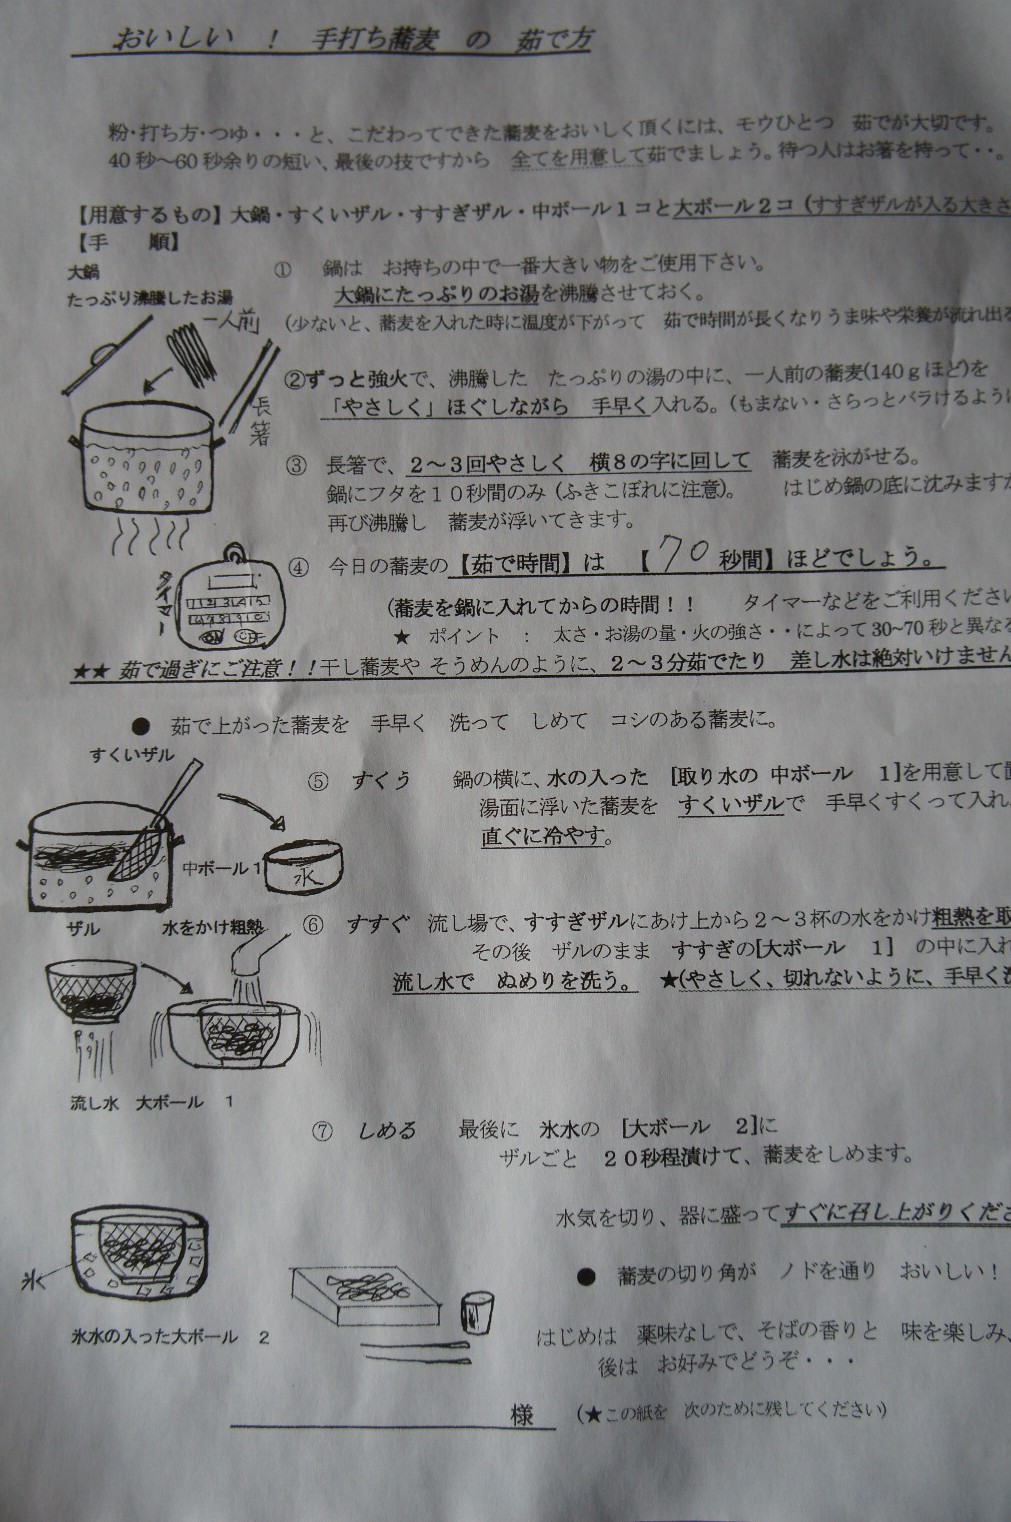 おいしい ! 手打ち蕎麦 の 茹で方
粉・打ち方・つゆ・・・と、こだわってできた蕎麦をおいしく頂くには、モウひとつ 茹でが大切です。
40秒～60秒余りの短い、最後の技ですから 全てを用意して茹でましょう。待つ人はお箸を持って・・。
【用意するもの】大鍋・すくいザル・すすぎザル・中ボール１コと大ボール２コ（すすぎザルが入る大きさ
【手 順】
大鍋
たっぷり沸騰したお湯
一人前
長箸
① 鍋は お持ちの中で一番大きい物をご使用下さい。
大鍋にたっぷりのお湯を沸騰させておく。
（少ないと、蕎麦を入れた時に温度が下がって 茹で時間が長くなりうま味や栄養が流れ出る
②ずっと強火で、沸騰した たっぷりの湯の中に、一人前の蕎麦(140ｇほど)を
「やさしく」ほぐしながら 手早く入れる。（もまない・さらっとバラけるように
③ 長箸で、２～３回やさしく 横８の字に回して 蕎麦を泳がせる。
鍋にフタを１０秒間のみ（ふきこぼれに注意）。 はじめ鍋の底に沈みますが
再び沸騰し 蕎麦が浮いてきます。
タイマー
④ 今日の蕎麦の【茹で時間】は 【70 秒間】ほどでしょう。
（蕎麦を鍋に入れてからの時間！！ タイマーなどをご利用ください
★ ポイント ： 太さ・お湯の量・火の強さ・・によって30~70秒と異なる
★★ 茹で過ぎにご注意！！干し蕎麦や そうめんのように、２～３分茹でたり 差し水は絶対いけません
● 茹で上がった蕎麦を 手早く 洗って しめて コシのある蕎麦に。
すくいザル
中ボール１
水
⑤ すくう 鍋の横に、水の入った [取り水の 中ボール １]を用意して
湯面に浮いた蕎麦を すくいザルで 手早くすくって入れ
直ぐに冷やす。
ザル 水をかけ粗熱
⑥ すすぐ 流し場で、すすぎザルにあけ上から２～３杯の水をかけ粗熱を取
その後 ザルのまま すすぎの[大ボール １] の中に入れ
流し水で ぬめりを洗う。 ★(やさしく、切れないように、手早く
流し水 大ボール １
⑦ しめる 最後に 氷水の [大ボール ２]に
ザルごと ２０秒程漬けて、蕎麦をしめます。
水気を切り、器に盛ってすぐに召し上がりくださ
氷
氷水の入った大ボール ２
● 蕎麦の切り角が ノドを通り おいしい！
はじめは 薬味なしで、そばの香りと 味を楽しみ、
後は お好みでどうぞ・・・
様 （★この紙を 次のために残してください）